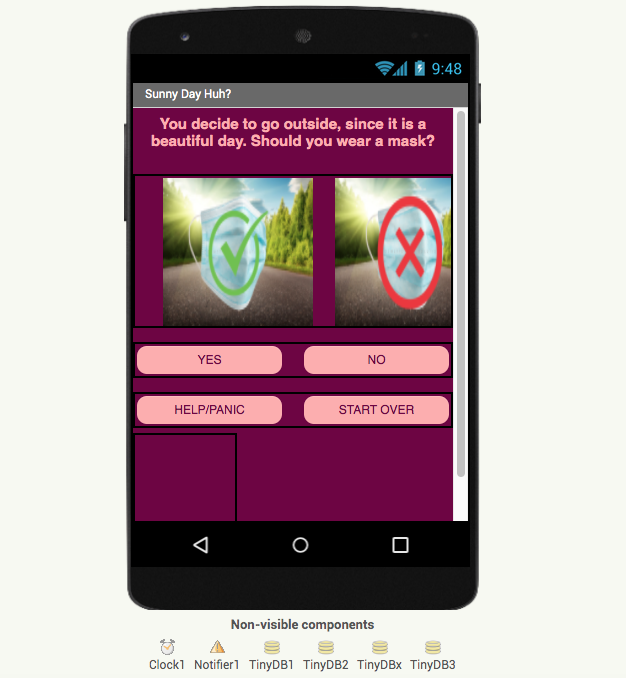 9:48
Sunny Day Huh?
You decide to go outside, since it is a
beautiful day. Should you wear a mask?
YES NO
HELP/PANIC START OVER
Non-visible components
Clock1 Notifier1 TinyDB1 TinyDB2 TinyDBx TinyDB3